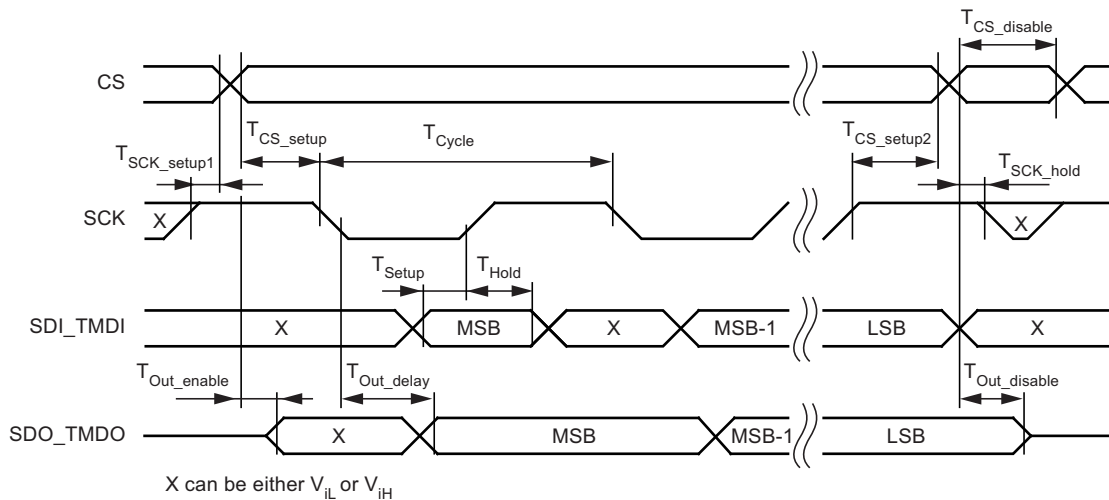 T_CS_disable
CS
T_CS_setup
T_Cycle
T_CS_setup2
T_SCK_setup1
T_SCK_hold
SCK
X
X
T_Setup
T_Hold
SDI_TMDI
X
MSB
X
MSB-1
LSB
X
T_Out_enable
T_Out_delay
T_Out_disable
SDO_TMDO
X
MSB
MSB-1
LSB
X can be either V_iL or V_iH